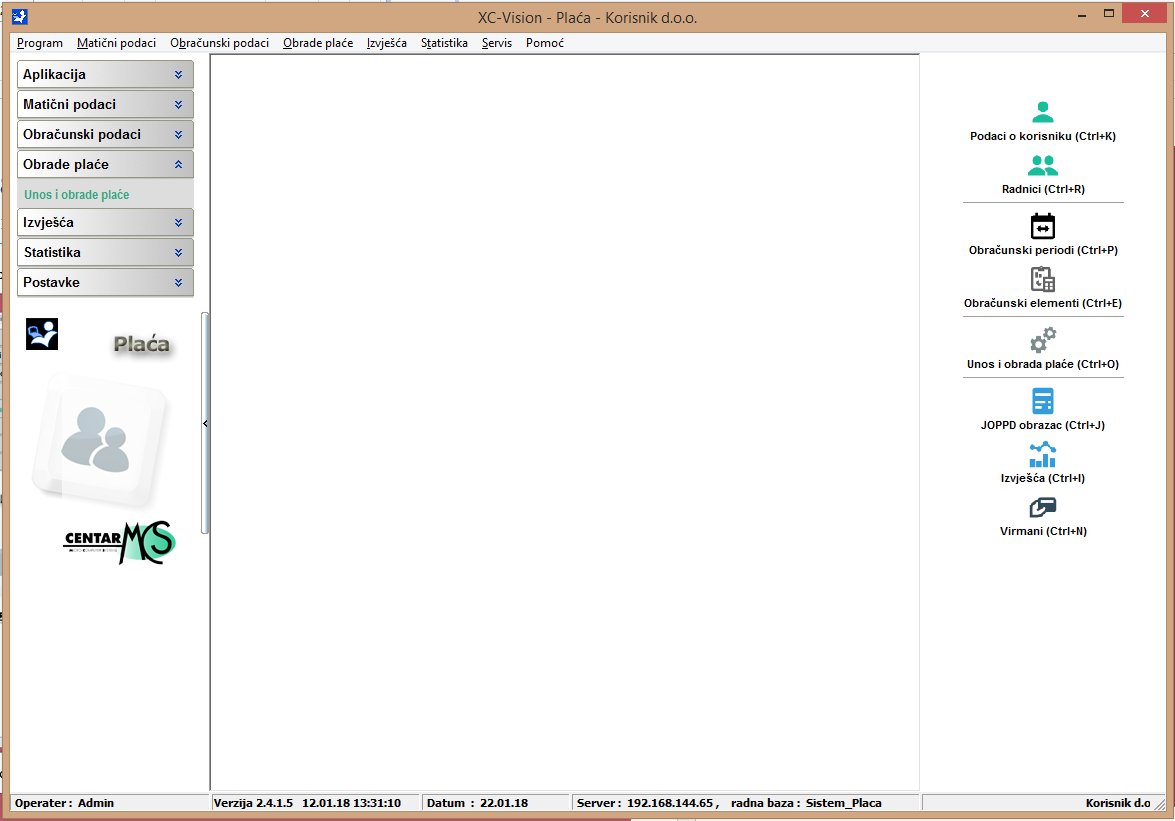 XC-Vision - Plaća - Korisnik d.o.o.
Program Matični podaci Obračunski podaci Obrade plaće Izvješća Statistika Servis Pomoć
Aplikacija
Matični podaci
Obračunski podaci
Obrade plaće
Unos i obrade plaće
Izvješća
Statistika
Postavke
Plaća
CENTAR MCS
Podaci o korisniku (Ctrl+K)
Radnici (Ctrl+R)
Obračunski periodi (Ctrl+P)
Obračunski elementi (Ctrl+E)
Unos i obrada plaće (Ctrl+O)
JOPPD obrazac (Ctrl+J)
Izvješća (Ctrl+I)
Virmani (Ctrl+N)
Operater : Admin Verzija 2.4.1.5 12.01.18 13:31:10 Datum : 22.01.18 Server : 192.168.144.65 , radna baza : Sistem_Placa Korisnik d.o